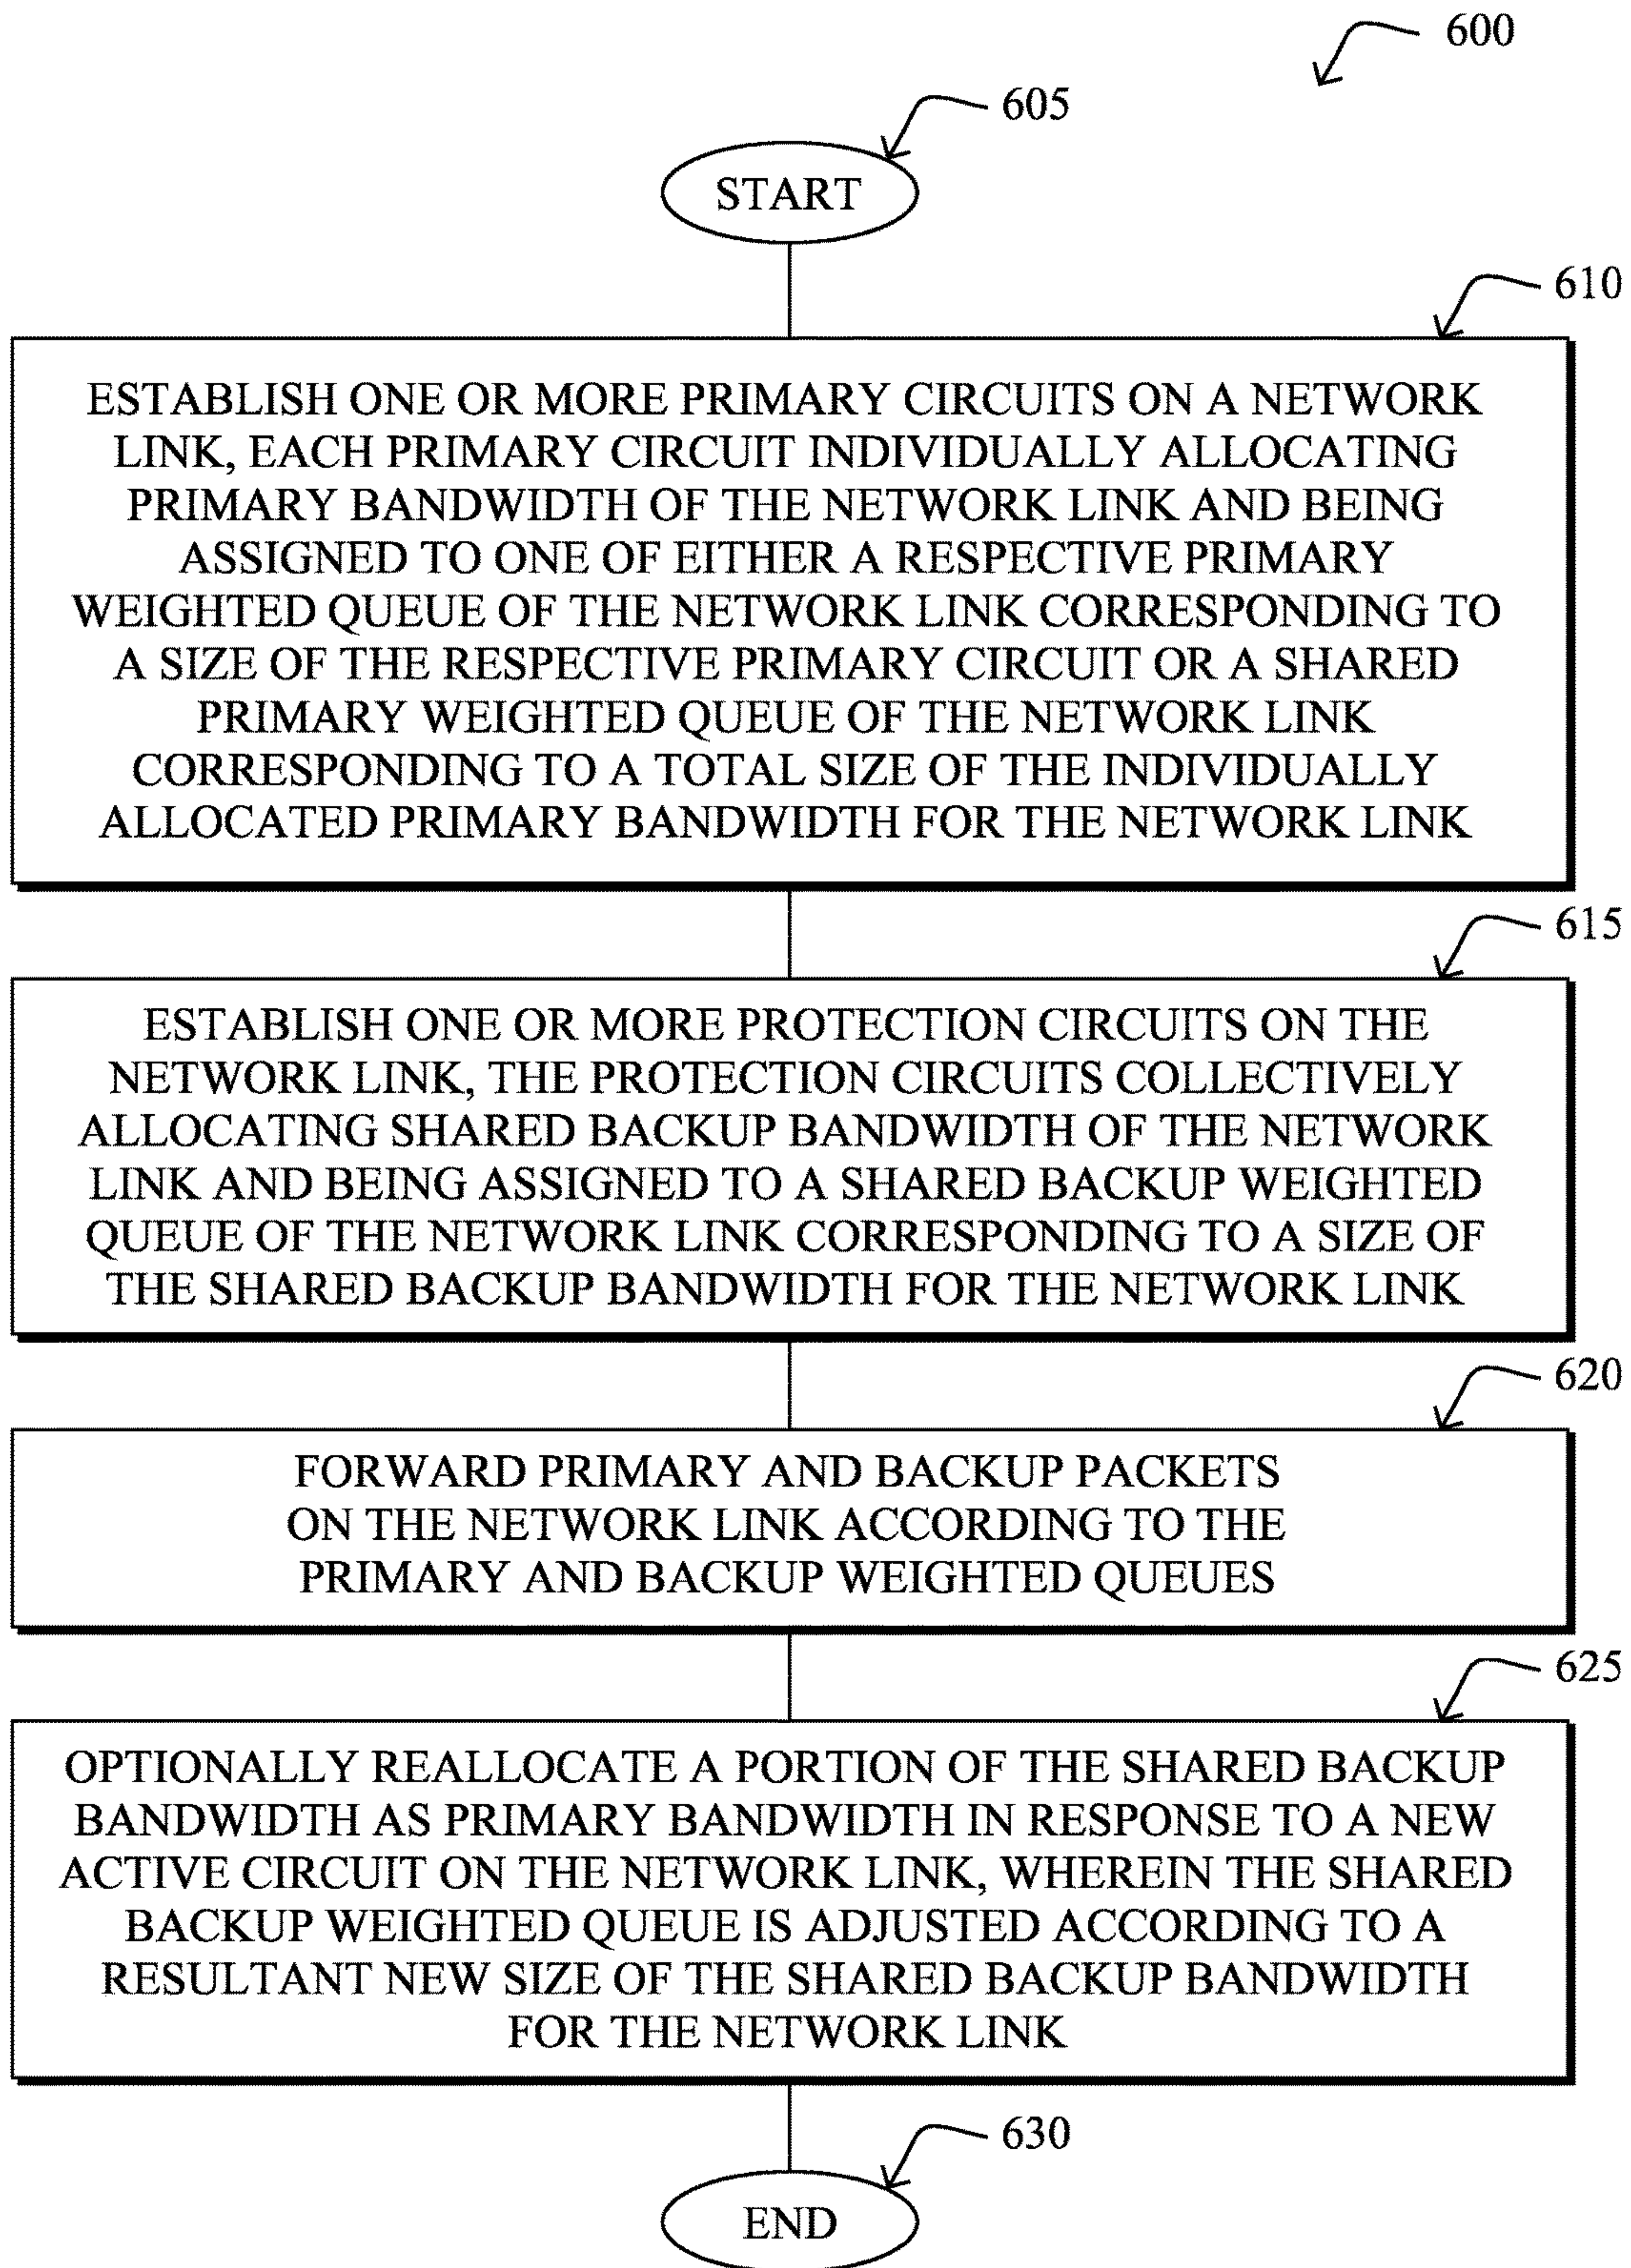 600
605
START
610
ESTABLISH ONE OR MORE PRIMARY CIRCUITS ON A NETWORK
LINK, EACH PRIMARY CIRCUIT INDIVIDUALLY ALLOCATING
PRIMARY BANDWIDTH OF THE NETWORK LINK AND BEING
ASSIGNED TO ONE OF EITHER A RESPECTIVE PRIMARY
WEIGHTED QUEUE OF THE NETWORK LINK CORRESPONDING TO
A SIZE OF THE RESPECTIVE PRIMARY CIRCUIT OR A SHARED
PRIMARY WEIGHTED QUEUE OF THE NETWORK LINK
CORRESPONDING TO A TOTAL SIZE OF THE INDIVIDUALLY
ALLOCATED PRIMARY BANDWIDTH FOR THE NETWORK LINK
615
ESTABLISH ONE OR MORE PROTECTION CIRCUITS ON THE
NETWORK LINK, THE PROTECTION CIRCUITS COLLECTIVELY
ALLOCATING SHARED BACKUP BANDWIDTH OF THE NETWORK
LINK AND BEING ASSIGNED TO A SHARED BACKUP WEIGHTED
QUEUE OF THE NETWORK LINK CORRESPONDING TO A SIZE OF
THE SHARED BACKUP BANDWIDTH FOR THE NETWORK LINK
620
FORWARD PRIMARY AND BACKUP PACKETS
ON THE NETWORK LINK ACCORDING TO THE
PRIMARY AND BACKUP WEIGHTED QUEUES
625
OPTIONALLY REALLOCATE A PORTION OF THE SHARED BACKUP
BANDWIDTH AS PRIMARY BANDWIDTH IN RESPONSE TO A NEW
ACTIVE CIRCUIT ON THE NETWORK LINK, WHEREIN THE SHARED
BACKUP WEIGHTED QUEUE IS ADJUSTED ACCORDING TO A
RESULTANT NEW SIZE OF THE SHARED BACKUP BANDWIDTH
FOR THE NETWORK LINK
630
END